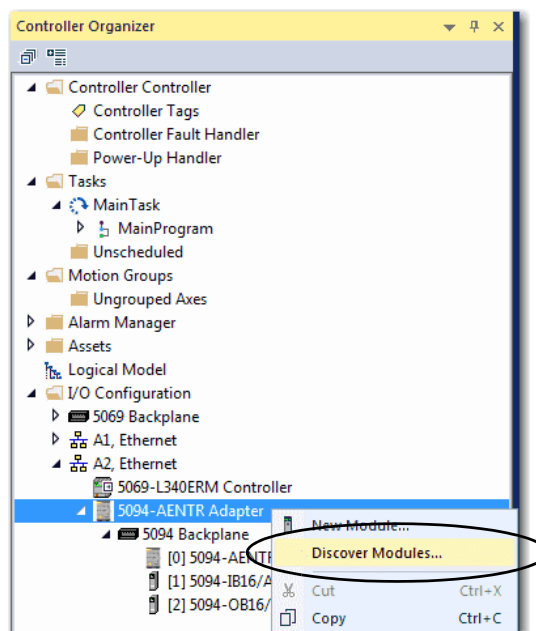 Controller Organizer
Controller Controller
Controller Tags
Controller Fault Handler
Power-Up Handler
Tasks
MainTask
MainProgram
Unscheduled
Motion Groups
Ungrouped Axes
Alarm Manager
Assets
Logical Model
I/O Configuration
5069 Backplane
A1, Ethernet
A2, Ethernet
5069-L340ERM Controller
5094-AENTR Adapter
New Module...
5094 Backplane
Discover Modules...
[0] 5094-AENTR
[1] 5094-IB16/A
Cut Ctrl+X
[2] 5094-OB16/
Copy Ctrl+C